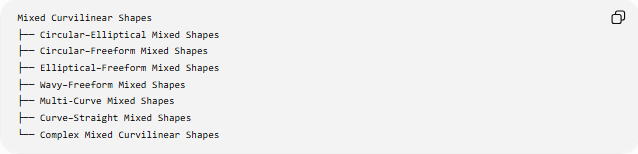 Mixed Curvilinear Shapes
├── Circular–Elliptical Mixed Shapes
├── Circular–Freeform Mixed Shapes
├── Elliptical–Freeform Mixed Shapes
├── Wavy–Freeform Mixed Shapes
├── Multi-Curve Mixed Shapes
├── Curve–Straight Mixed Shapes
└── Complex Mixed Curvilinear Shapes